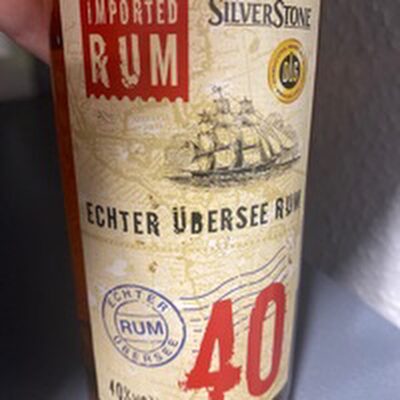 IMPORTED
RUM
SILVERSTONE
ECHTER ÜBERSEE RUM
ECHTER
RUM
ÜBERSEE
40